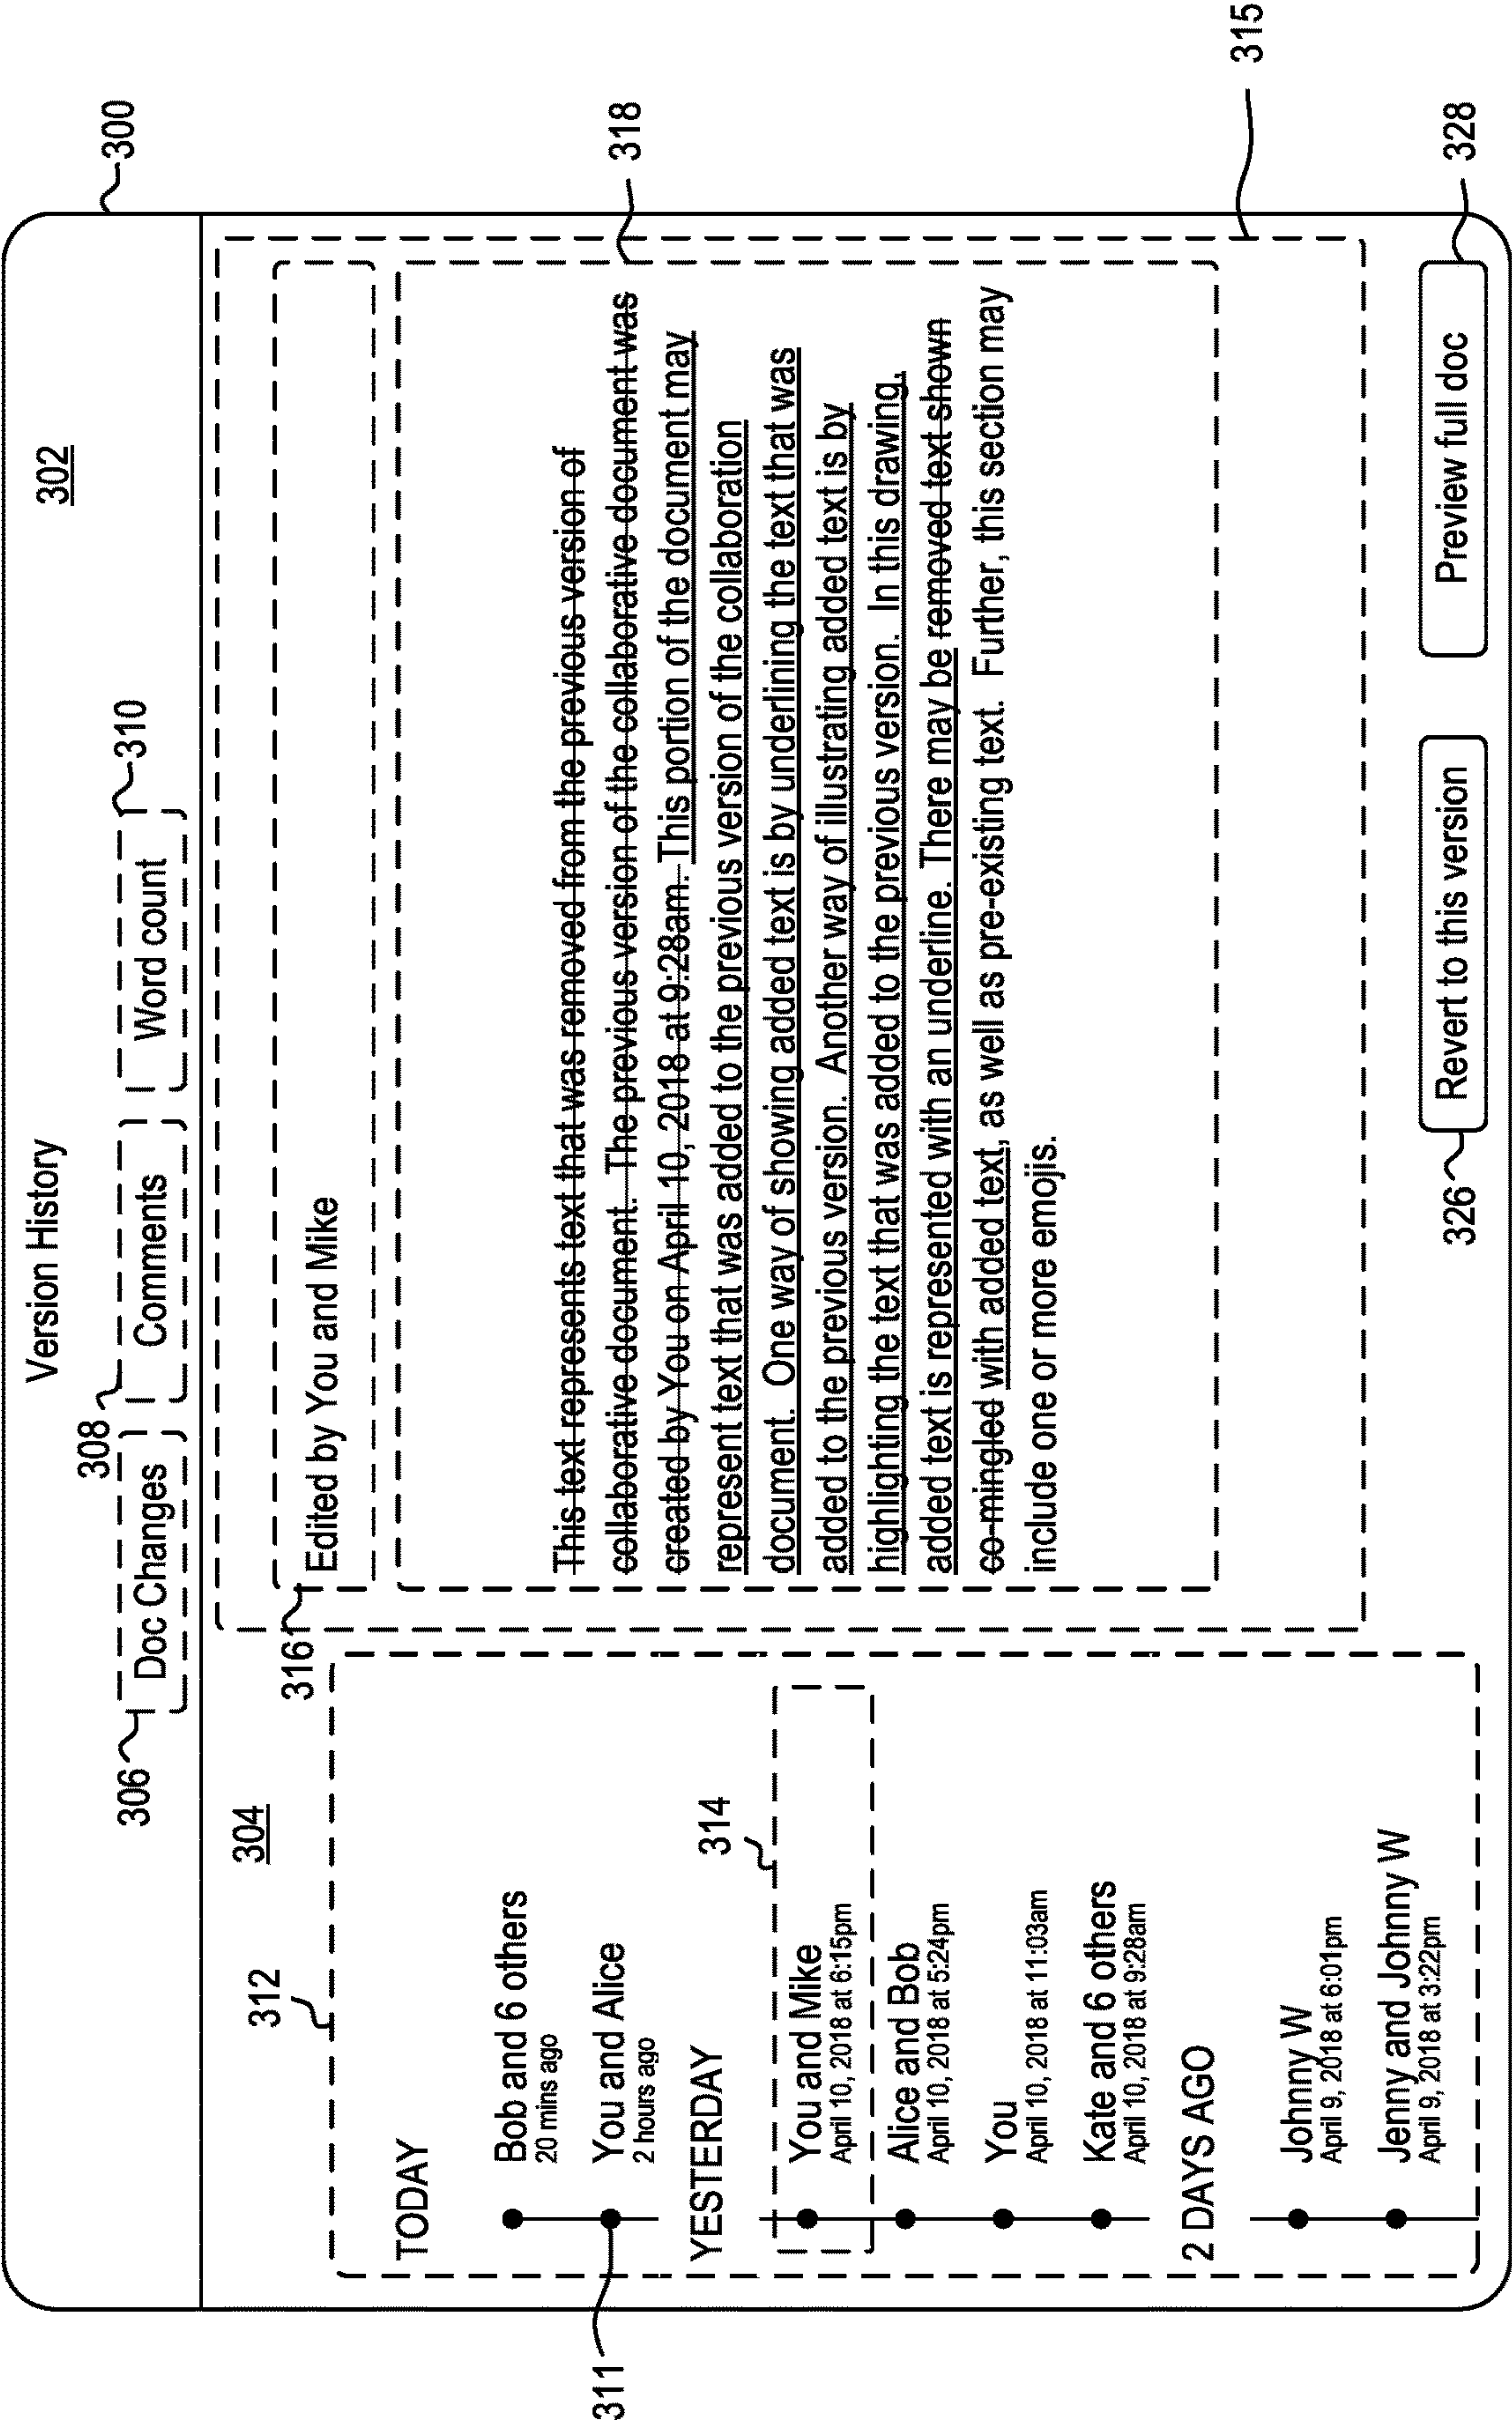 Version History
302
300
306
Doc Changes
308
Comments
Word count
310
304
312
TODAY
Bob and 6 others
20 mins ago
You and Alice
2 hours ago
311
YESTERDAY
314
You and Mike
April 10, 2018 at 6:15pm
Alice and Bob
April 10, 2018 at 5:24pm
You
April 10, 2018 at 11:03am
Kate and 6 others
April 10, 2018 at 9:28am
2 DAYS AGO
Johnny W
April 9, 2018 at 6:01pm
Jenny and Johnny W
April 9, 2018 at 3:22pm
316
Edited by You and Mike
318
This text represents text that was removed from the previous version of
collaborative document. The previous version of the collaborative document was
created by You on April 10, 2018 at 9:28am. This portion of the document may
represent text that was added to the previous version of the collaboration
document. One way of showing added text is by underlining the text that was
added to the previous version. Another way of illustrating added text is by
highlighting the text that was added to the previous version. In this drawing,
added text is represented with an underline. There may be removed text shown
co-mingled with added text, as well as pre-existing text. Further, this section may
include one or more emojis.
315
326
Revert to this version
Preview full doc
328